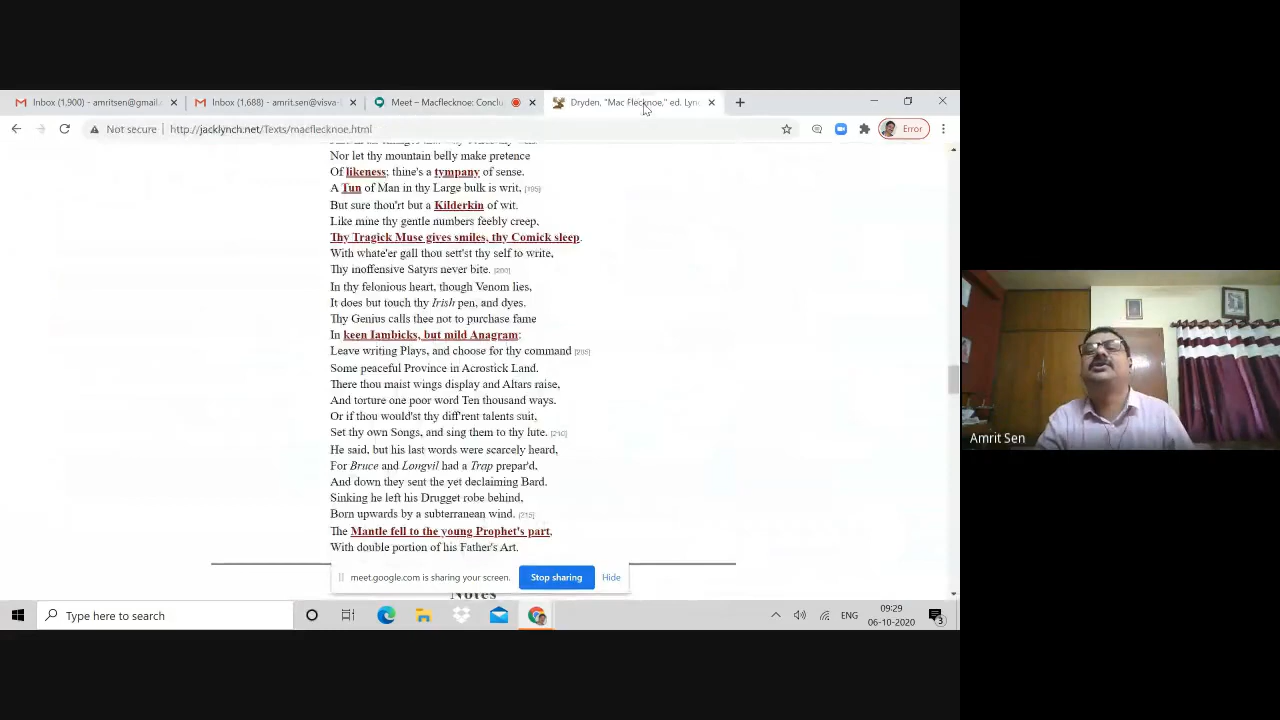 Inbox (1,900) - amritsen@gmail.
Inbox (1,688) - amrit.sen@visva-
Meet – Macflecknoe: Conclu
Dryden, "Mac Flecknoe," ed. Lyn
Not secure
http://jacklynch.net/Texts/macflecknoe.html
Error
Nor let thy mountain belly make pretence
Of likeness; thine's a tympany of sense.
A Tun of Man in thy Large bulk is writ, [195]
But sure thou'rt but a Kilderkin of wit.
Like mine thy gentle numbers feebly creep,
Thy Tragick Muse gives smiles, thy Comick sleep.
With whate'er gall thou sett'st thy self to write,
Thy inoffensive Satyrs never bite. [200]
In thy felonious heart, though Venom lies,
It does but touch thy Irish pen, and dyes.
Thy Genius calls thee not to purchase fame
In keen Iambicks, but mild Anagram:
Leave writing Plays, and choose for thy command [205]
Some peaceful Province in Acrostick Land.
There thou maist wings display and Altars raise,
And torture one poor word Ten thousand ways.
Or if thou would'st thy diff'rent talents suit,
Set thy own Songs, and sing them to thy lute. [210]
He said, but his last words were scarcely heard,
For Bruce and Longvil had a Trap prepar'd,
And down they sent the yet declaiming Bard.
Sinking he left his Drugget robe behind,
Born upwards by a subterranean wind. [215]
The Mantle fell to the young Prophet's part,
With double portion of his Father's Art.
meet.google.com is sharing your screen.
Stop sharing
Hide
Notes
Type here to search
ENG
09:29
06-10-2020
3
Amrit Sen